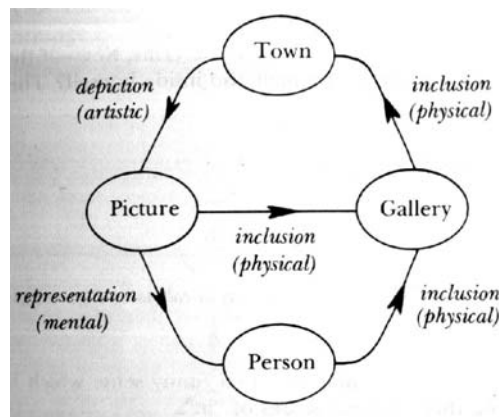 Town
depiction
(artistic)
inclusion
(physical)
Picture
Gallery
inclusion
(physical)
representation
(mental)
inclusion
(physical)
Person